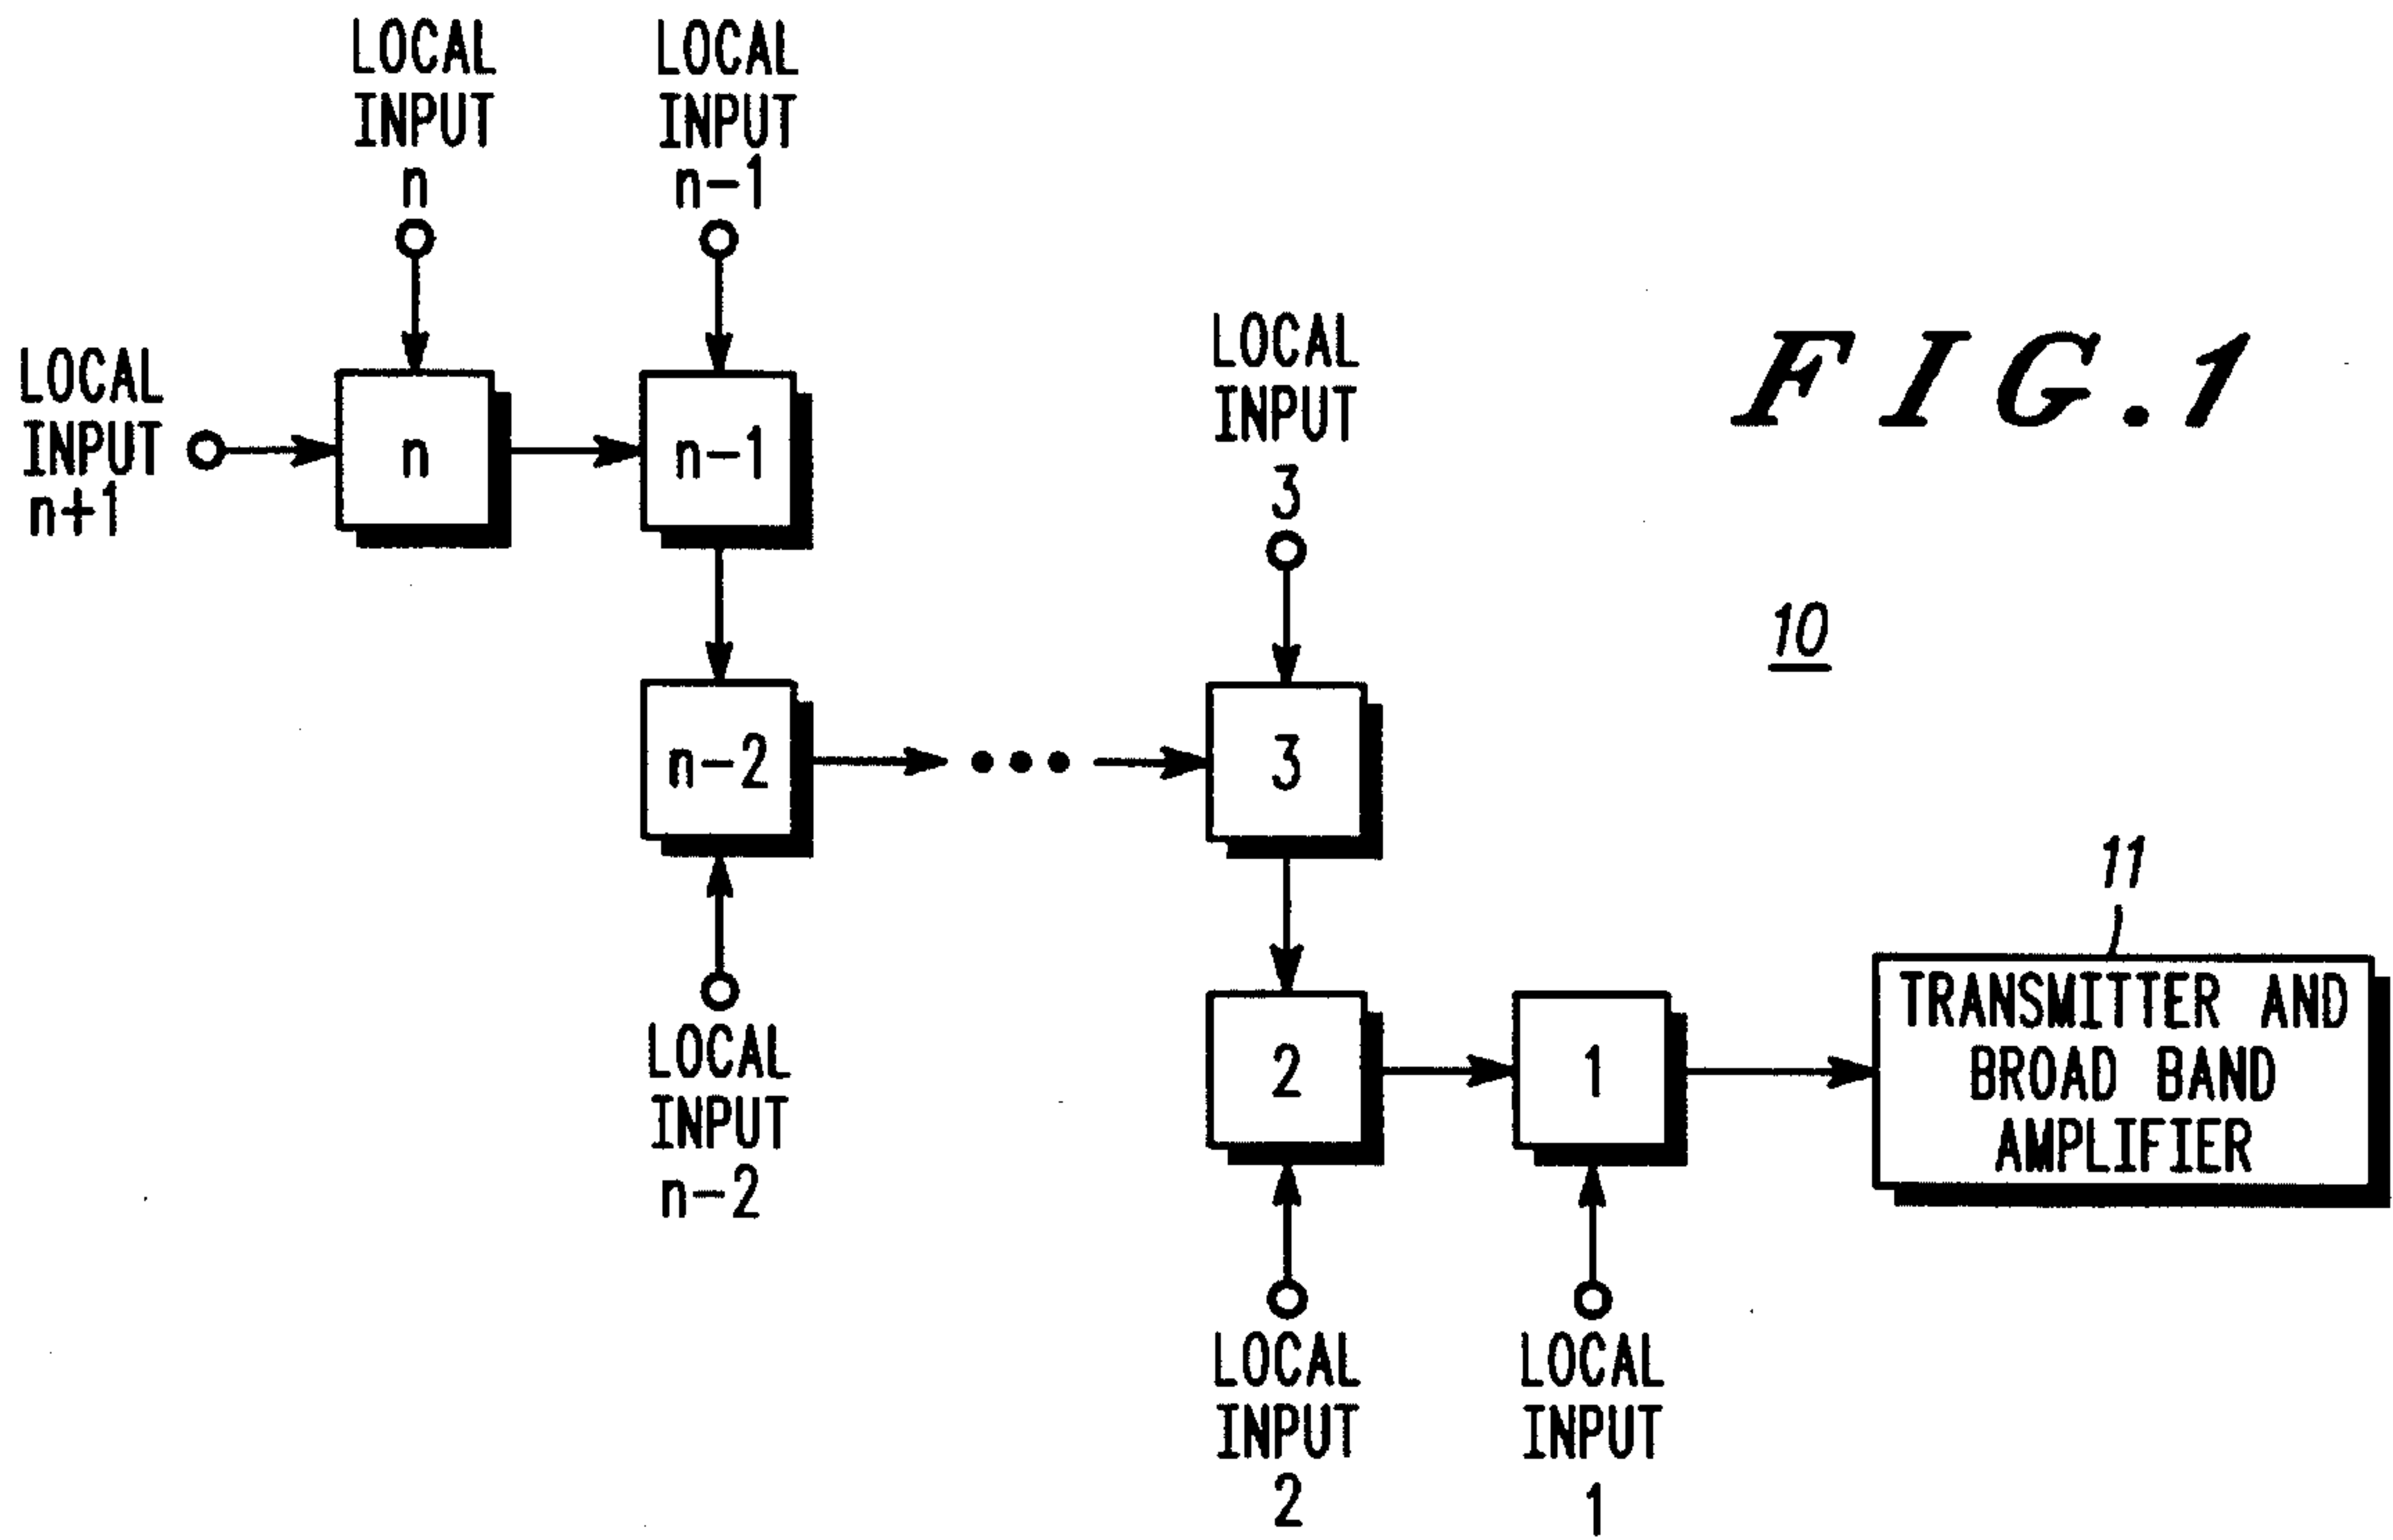 LOCAL
INPUT
n
LOCAL
INPUT
n-1
LOCAL
INPUT
n+1
n
n-1
LOCAL
INPUT
3
FIG.1
10
n-2
3
LOCAL
INPUT
n-2
2
1
11
TRANSMITTER AND
BROAD BAND
AMPLIFIER
LOCAL
INPUT
2
LOCAL
INPUT
1